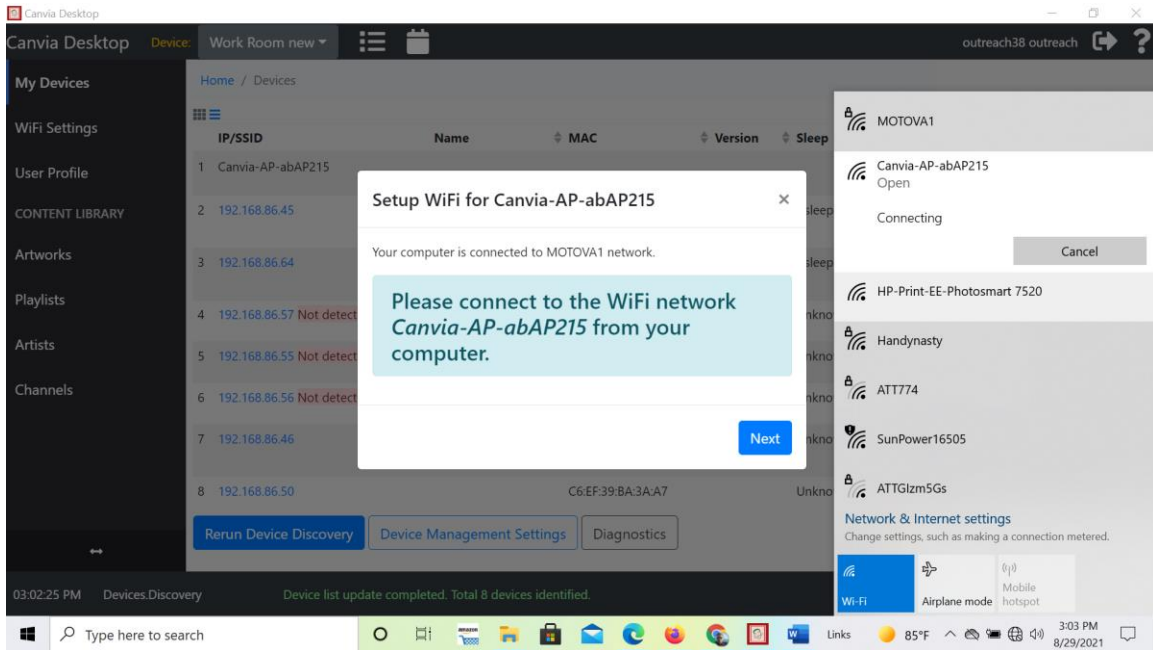 Canvia Desktop
Canvia Desktop Device: Work Room new outreach38 outreach ?
My Devices
WiFi Settings
User Profile
CONTENT LIBRARY
Artworks
Playlists
Artists
Channels
Home / Devices
IP/SSID Name MAC Version Sleep
1 Canvia-AP-abAP215
2 192.168.86.45
3 192.168.86.64
4 192.168.86.57 Not detect
5 192.168.86.55 Not detect
6 192.168.86.56 Not detect
7 192.168.86.46
8 192.168.86.50 C6:EF:39:BA:3A:A7 Unkno
Rerun Device Discovery Device Management Settings Diagnostics
Setup WiFi for Canvia-AP-abAP215 ×
Your computer is connected to MOTOVA1 network.
Please connect to the WiFi network
Canvia-AP-abAP215 from your
computer.
Next
MOTOVA1
Canvia-AP-abAP215
Open
Connecting
Cancel
HP-Print-EE-Photosmart 7520
Handynasty
ATT774
SunPower16505
Network & Internet settings
Change settings, such as making a connection metered.
Wi-Fi
Airplane mode
Mobile
hotspot
03:02:25 PM Devices.Discovery Device list update completed. Total 8 devices identified.
Type here to search
Links 85°F
3:03 PM
8/29/2021